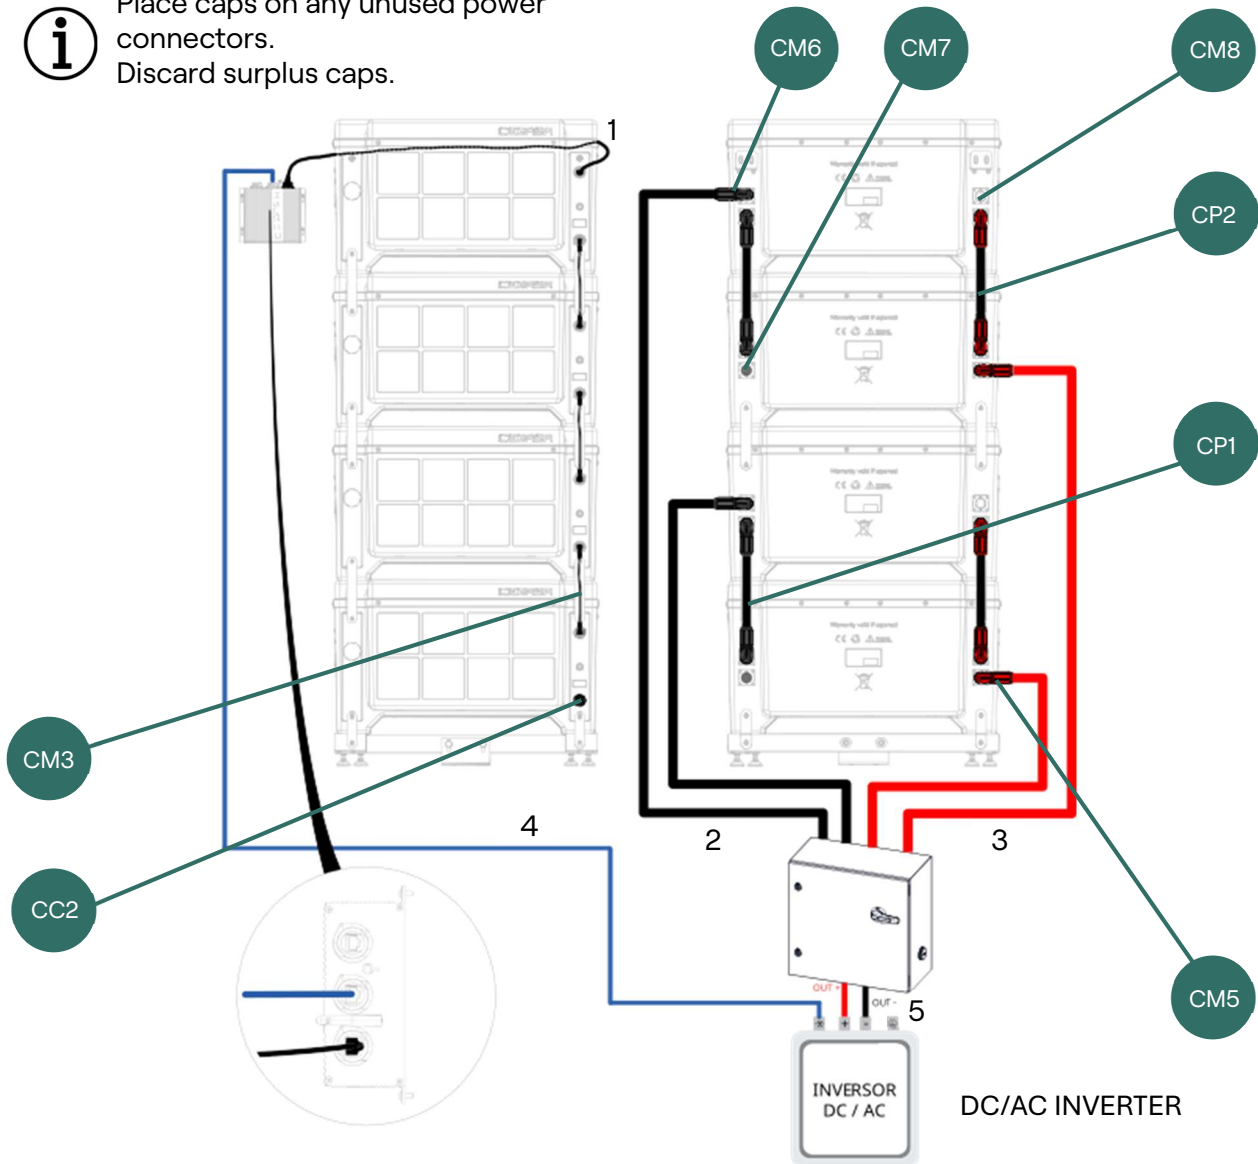 Place caps on any unused power
connectors.
Discard surplus caps.
CM6
CM7
CM8
1
CP2
CP1
CM3
4
2
3
CC2
OUT +
OUT -
5
CM5
INVERSOR
DC / AC
DC/AC INVERTER